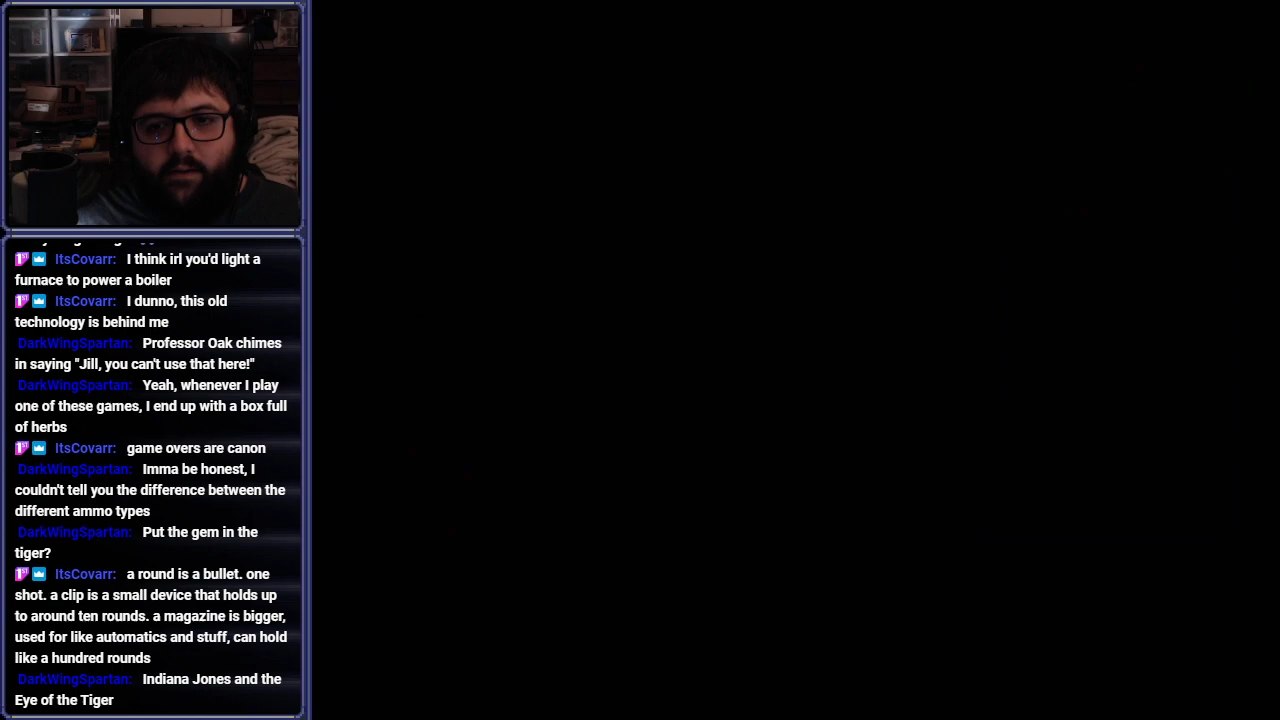 ItsCovarr: I think irl you'd light a
furnace to power a boiler
ItsCovarr: I dunno, this old
technology is behind me
DarkWingSpartan: Professor Oak chimes
in saying "Jill, you can't use that here!"
DarkWingSpartan: Yeah, whenever I play
one of these games, I end up with a box full
of herbs
ItsCovarr: game overs are canon
DarkWingSpartan: Imma be honest, I
couldn't tell you the difference between the
different ammo types
DarkWingSpartan: Put the gem in the
tiger?
ItsCovarr: a round is a bullet. one
shot. a clip is a small device that holds up
to around ten rounds. a magazine is bigger,
used for like automatics and stuff, can hold
like a hundred rounds
DarkWingSpartan: Indiana Jones and the
Eye of the Tiger